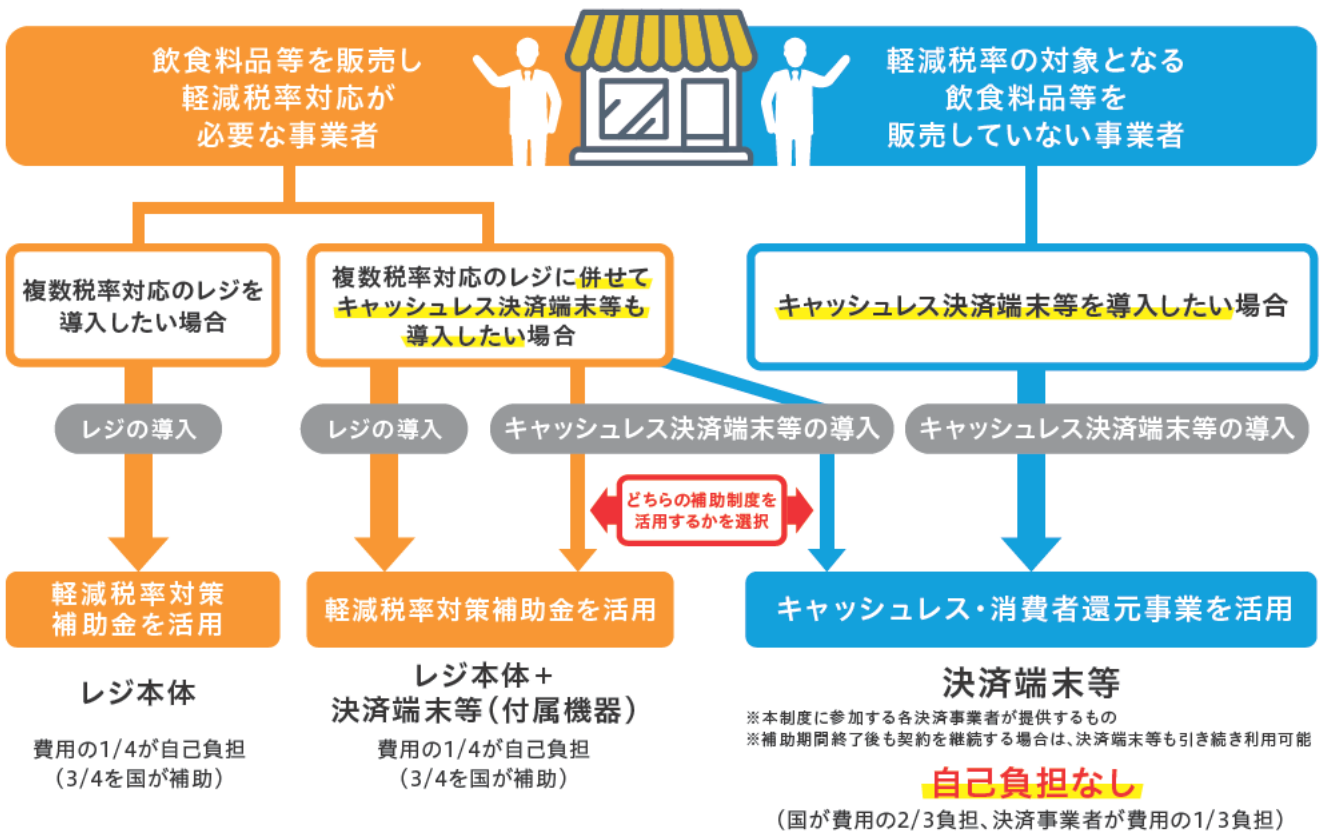 飲食料品等を販売し
軽減税率対応が
必要な事業者
軽減税率の対象となる
飲食料品等を
販売していない事業者
複数税率対応のレジを
導入したい場合
複数税率対応のレジに併せて
キャッシュレス決済端末等も
導入したい場合
キャッシュレス決済端末等を導入したい場合
レジの導入
レジの導入
キャッシュレス決済端末等の導入
キャッシュレス決済端末等の導入
どちらの補助制度を
活用するかを選択
軽減税率対策
補助金を活用
軽減税率対策補助金を活用
キャッシュレス・消費者還元事業を活用
レジ本体
費用の1/4が自己負担
(3/4を国が補助)
レジ本体+
決済端末等(付属機器)
費用の1/4が自己負担
(3/4を国が補助)
決済端末等
※本制度に参加する各決済事業者が提供するもの
※補助期間終了後も契約を継続する場合は、決済端末等も引き続き利用可能
自己負担なし
(国が費用の2/3負担、決済事業者が費用の1/3負担)